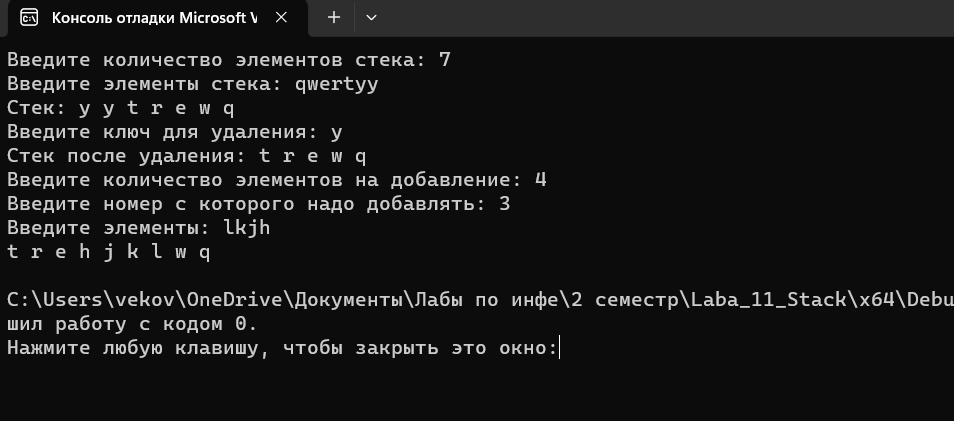 Консоль отладки Microsoft V
Введите количество элементов стека: 7
Введите элементы стека: qwertyy
Стек: y y t r e w q
Введите ключ для удаления: y
Стек после удаления: t r e w q
Введите количество элементов на добавление: 4
Введите номер с которого надо добавлять: 3
Введите элементы: lkjh
t r e h j k l w q
C:\Users\vekov\OneDrive\Документы\Лабы по инфе\2 семестр\Laba_11_Stack\x64\Debu
шил работу с кодом 0.
Нажмите любую клавишу, чтобы закрыть это окно: